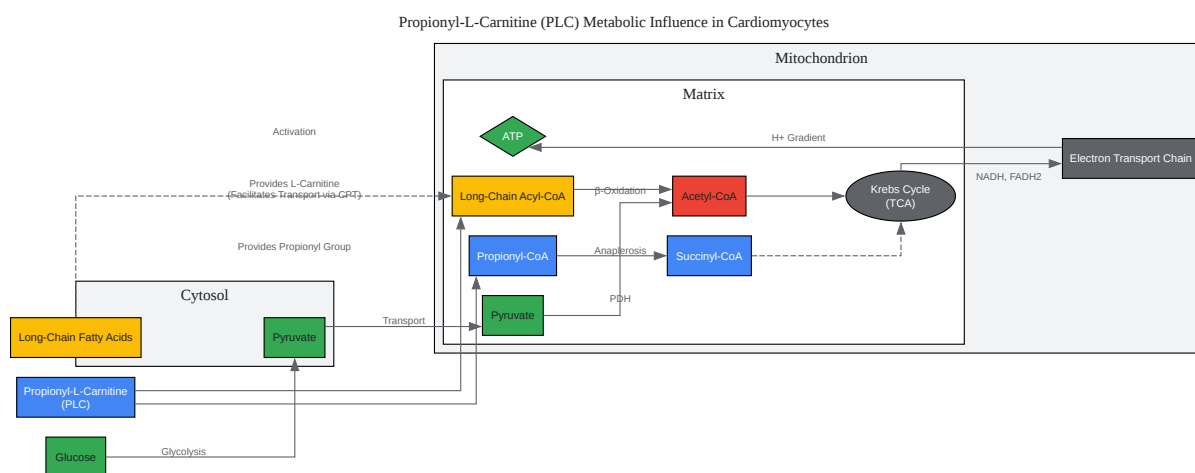 Propionyl-L-Carnitine (PLC) Metabolic Influence in Cardiomyocytes
Mitochondrion
Matrix
Activation
ATP
H+ Gradient
Electron Transport Chain
NADH, FADH2
Provides L-Carnitine
(Facilitates Transport via CPT)
Long-Chain Acyl-CoA
β-Oxidation
Acetyl-CoA
Krebs Cycle
(TCA)
Provides Propionyl Group
Propionyl-CoA
Anaplerosis
Succinyl-CoA
Cytosol
PDH
Long-Chain Fatty Acids
Pyruvate
Transport
Pyruvate
Propionyl-L-Carnitine
(PLC)
Glucose
Glycolysis